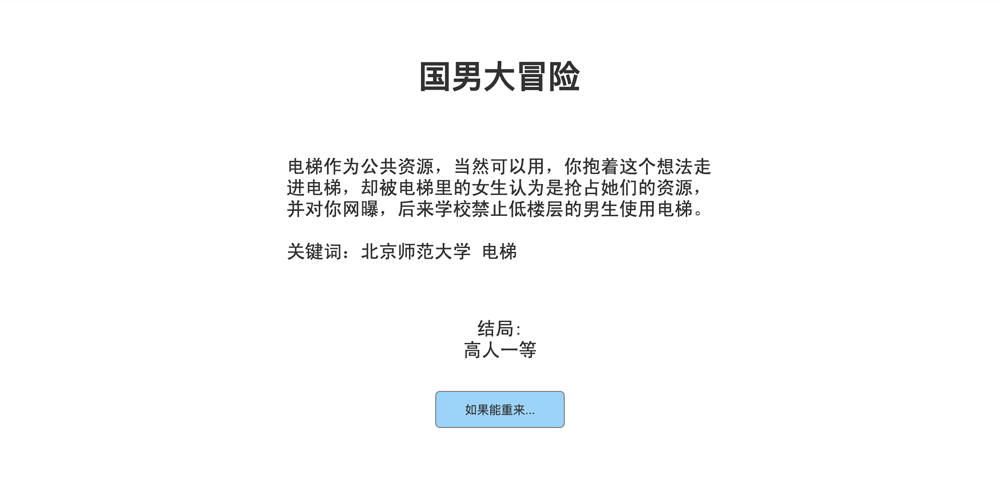 国男大冒险
电梯作为公共资源，当然可以用，你抱着这个想法走
进电梯，却被电梯里的女生认为是抢占她们的资源，
并对你网曝，后来学校禁止低楼层的男生使用电梯。
关键词：北京师范大学 电梯
结局:
高人一等
如果能重来...